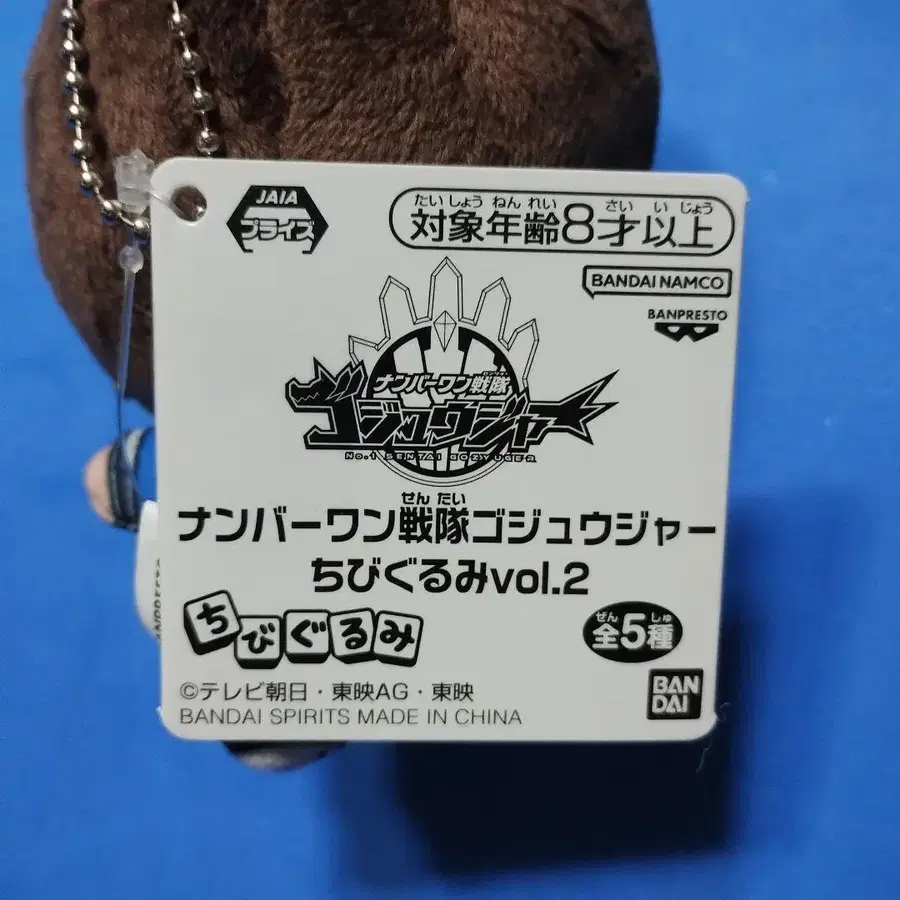 JAIA
プライズ
たいしょうねんれい さいいじょう
対象年齢8才以上
BANDAI NAMCO
BANPRESTO
ナンバーワン戦隊
ゴジュウジャー
No.1 SENTAI GOZYUGER
せんたい
ナンバーワン戦隊ゴジュウジャー
ちびぐるみvol.2
ちびぐるみ
ぜん しゅ
全5種
©テレビ朝日・東映AG・東映
BANDAI SPIRITS MADE IN CHINA
BAN
DAI